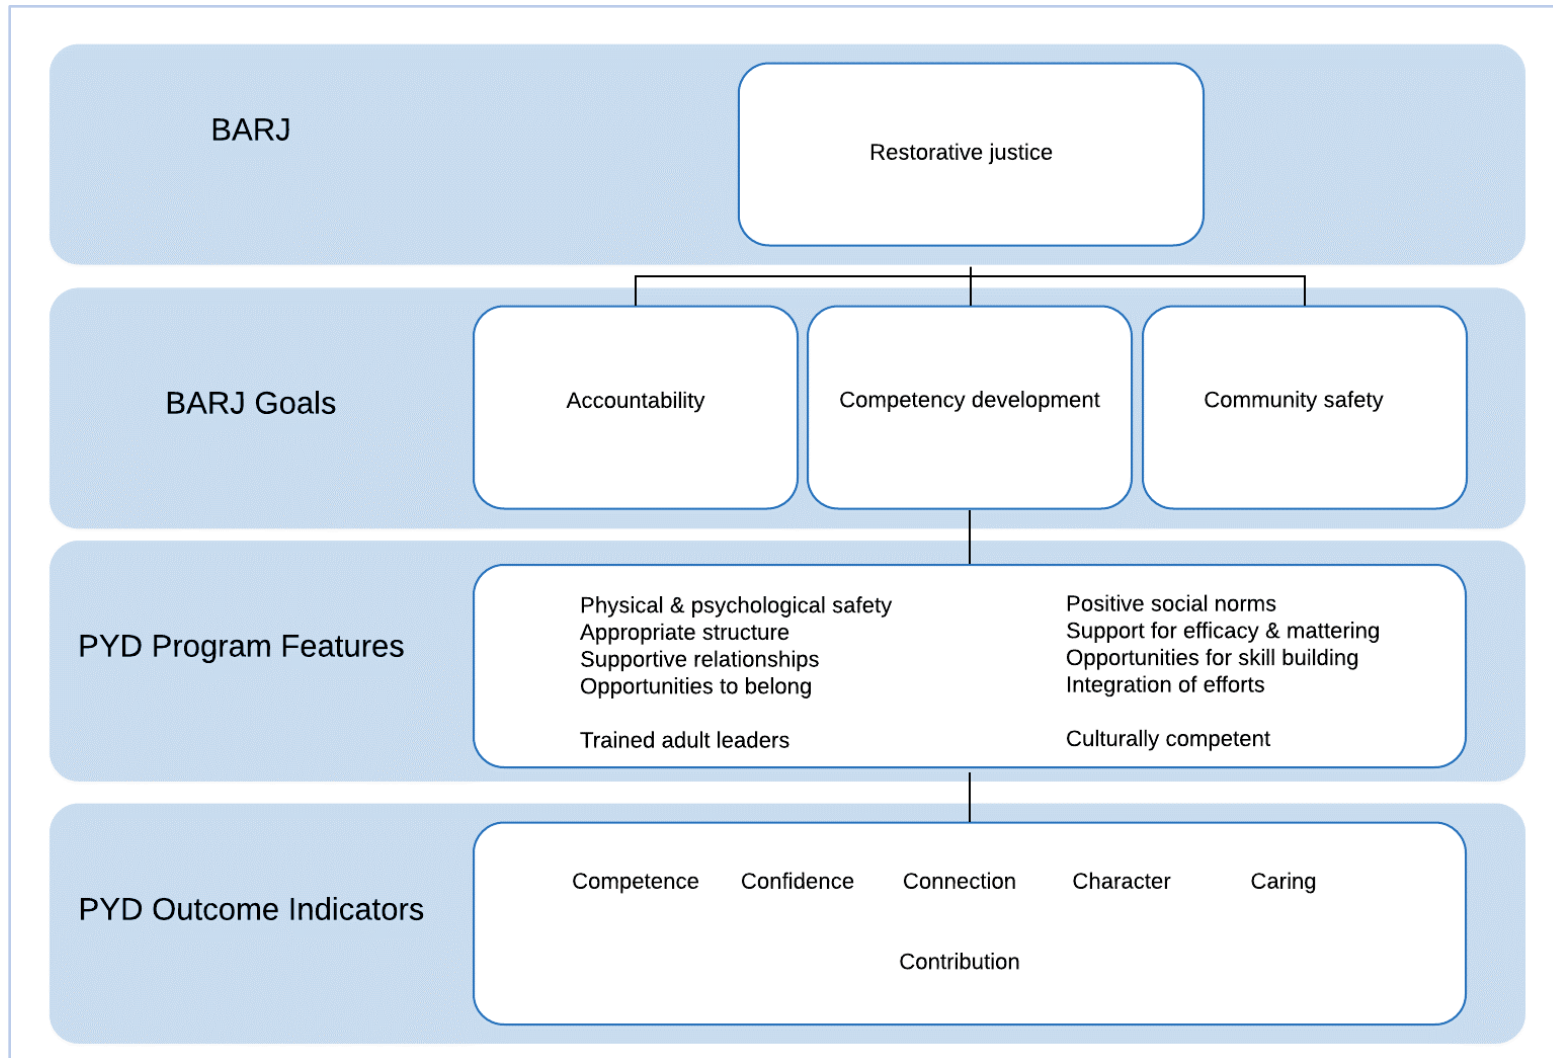 BARJ
Restorative justice
BARJ Goals
Accountability
Competency development
Community safety
PYD Program Features
Physical & psychological safety
Appropriate structure
Supportive relationships
Opportunities to belong
Trained adult leaders
Positive social norms
Support for efficacy & mattering
Opportunities for skill building
Integration of efforts
Culturally competent
PYD Outcome Indicators
Competence
Confidence
Connection
Character
Caring
Contribution